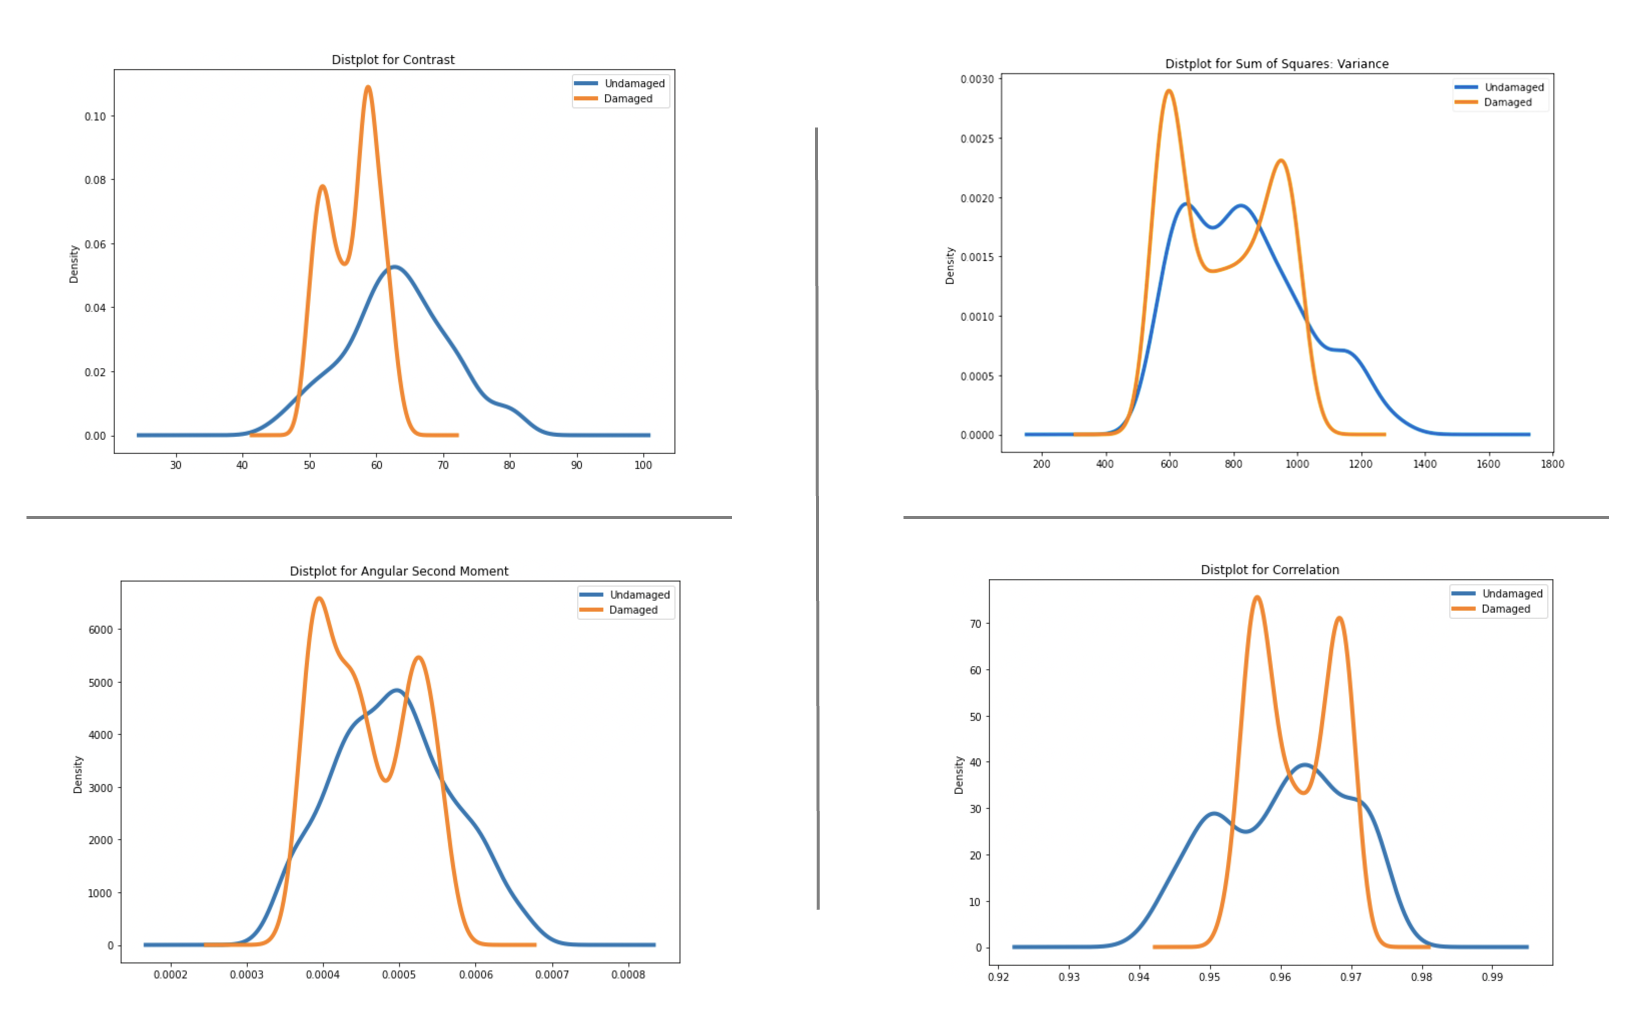 Distplot for Contrast
Undamaged
Damaged
Density
0.10
0.08
0.06
0.04
0.02
0.00
30 40 50 60 70 80 90 100
Distplot for Sum of Squares: Variance
Undamaged
Damaged
Density
0.0030
0.0025
0.0020
0.0015
0.0010
0.0005
0.0000
200 400 600 800 1000 1200 1400 1600 1800
Distplot for Angular Second Moment
Undamaged
Damaged
Density
6000
5000
4000
3000
2000
1000
0
0.0002 0.0003 0.0004 0.0005 0.0006 0.0007 0.0008
Distplot for Correlation
Undamaged
Damaged
Density
70
60
50
40
30
20
10
0
0.92 0.93 0.94 0.95 0.96 0.97 0.98 0.99